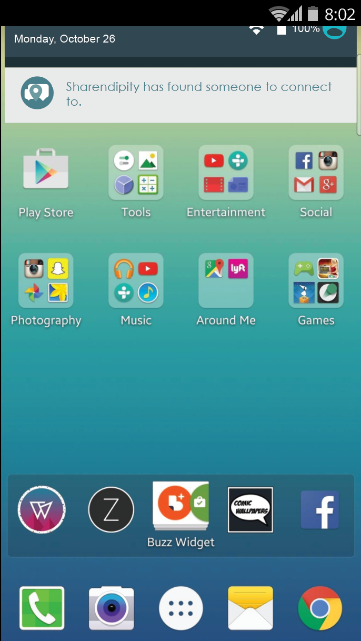 8:02
Monday, October 26
100%
Sharendipity has found someone to connect
to.
Play Store
Tools
Entertainment
Social
Photography
Music
Around Me
Games
lyft
COMIC
WALLPAPERS
Buzz Widget